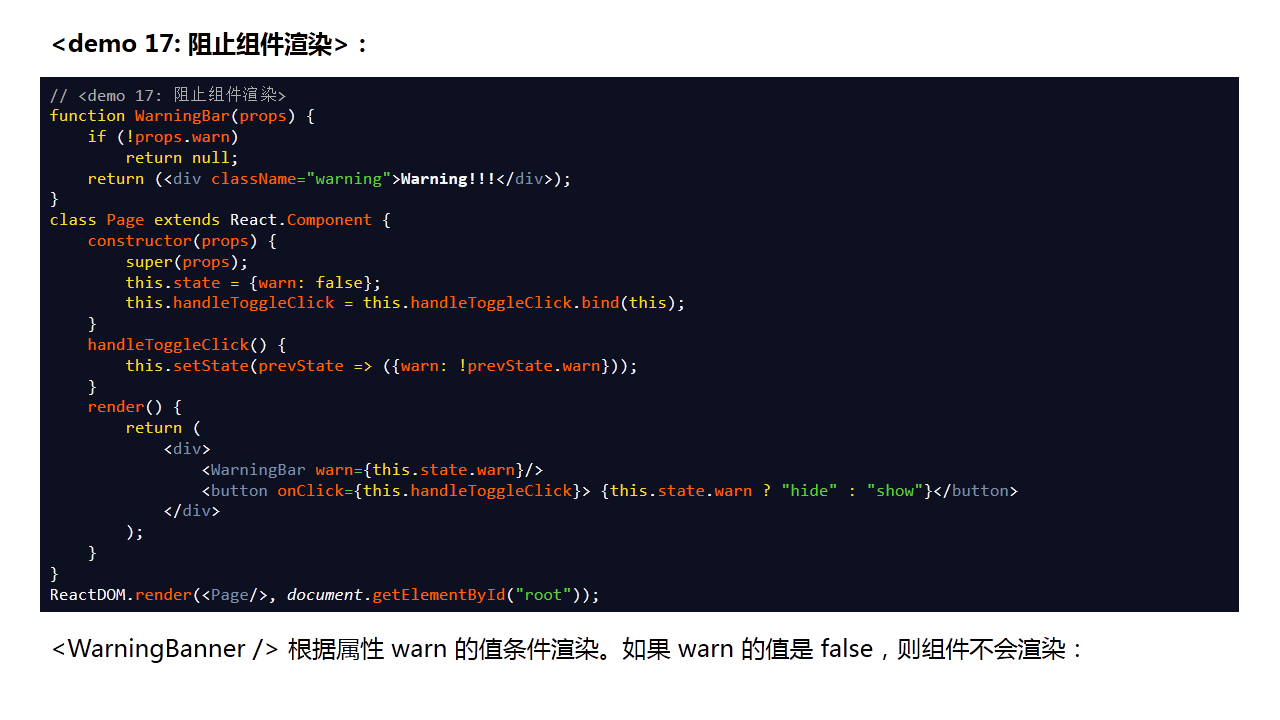 <demo 17: 阻止组件渲染>：
// <demo 17: 阻止组件渲染>
function WarningBar(props) {
    if (!props.warn)
        return null;
    return (<div className="warning">Warning!!!</div>);
}
class Page extends React.Component {
    constructor(props) {
        super(props);
        this.state = {warn: false};
        this.handleToggleClick = this.handleToggleClick.bind(this);
    }
    handleToggleClick() {
        this.setState(prevState => ({warn: !prevState.warn}));
    }
    render() {
        return (
            <div>
                <WarningBar warn={this.state.warn}/>
                <button onClick={this.handleToggleClick}> {this.state.warn ? "hide" : "show"}</button>
            </div>
        );
    }
}
ReactDOM.render(<Page/>, document.getElementById("root"));
<WarningBanner /> 根据属性 warn 的值条件渲染。如果 warn 的值是 false，则组件不会渲染：